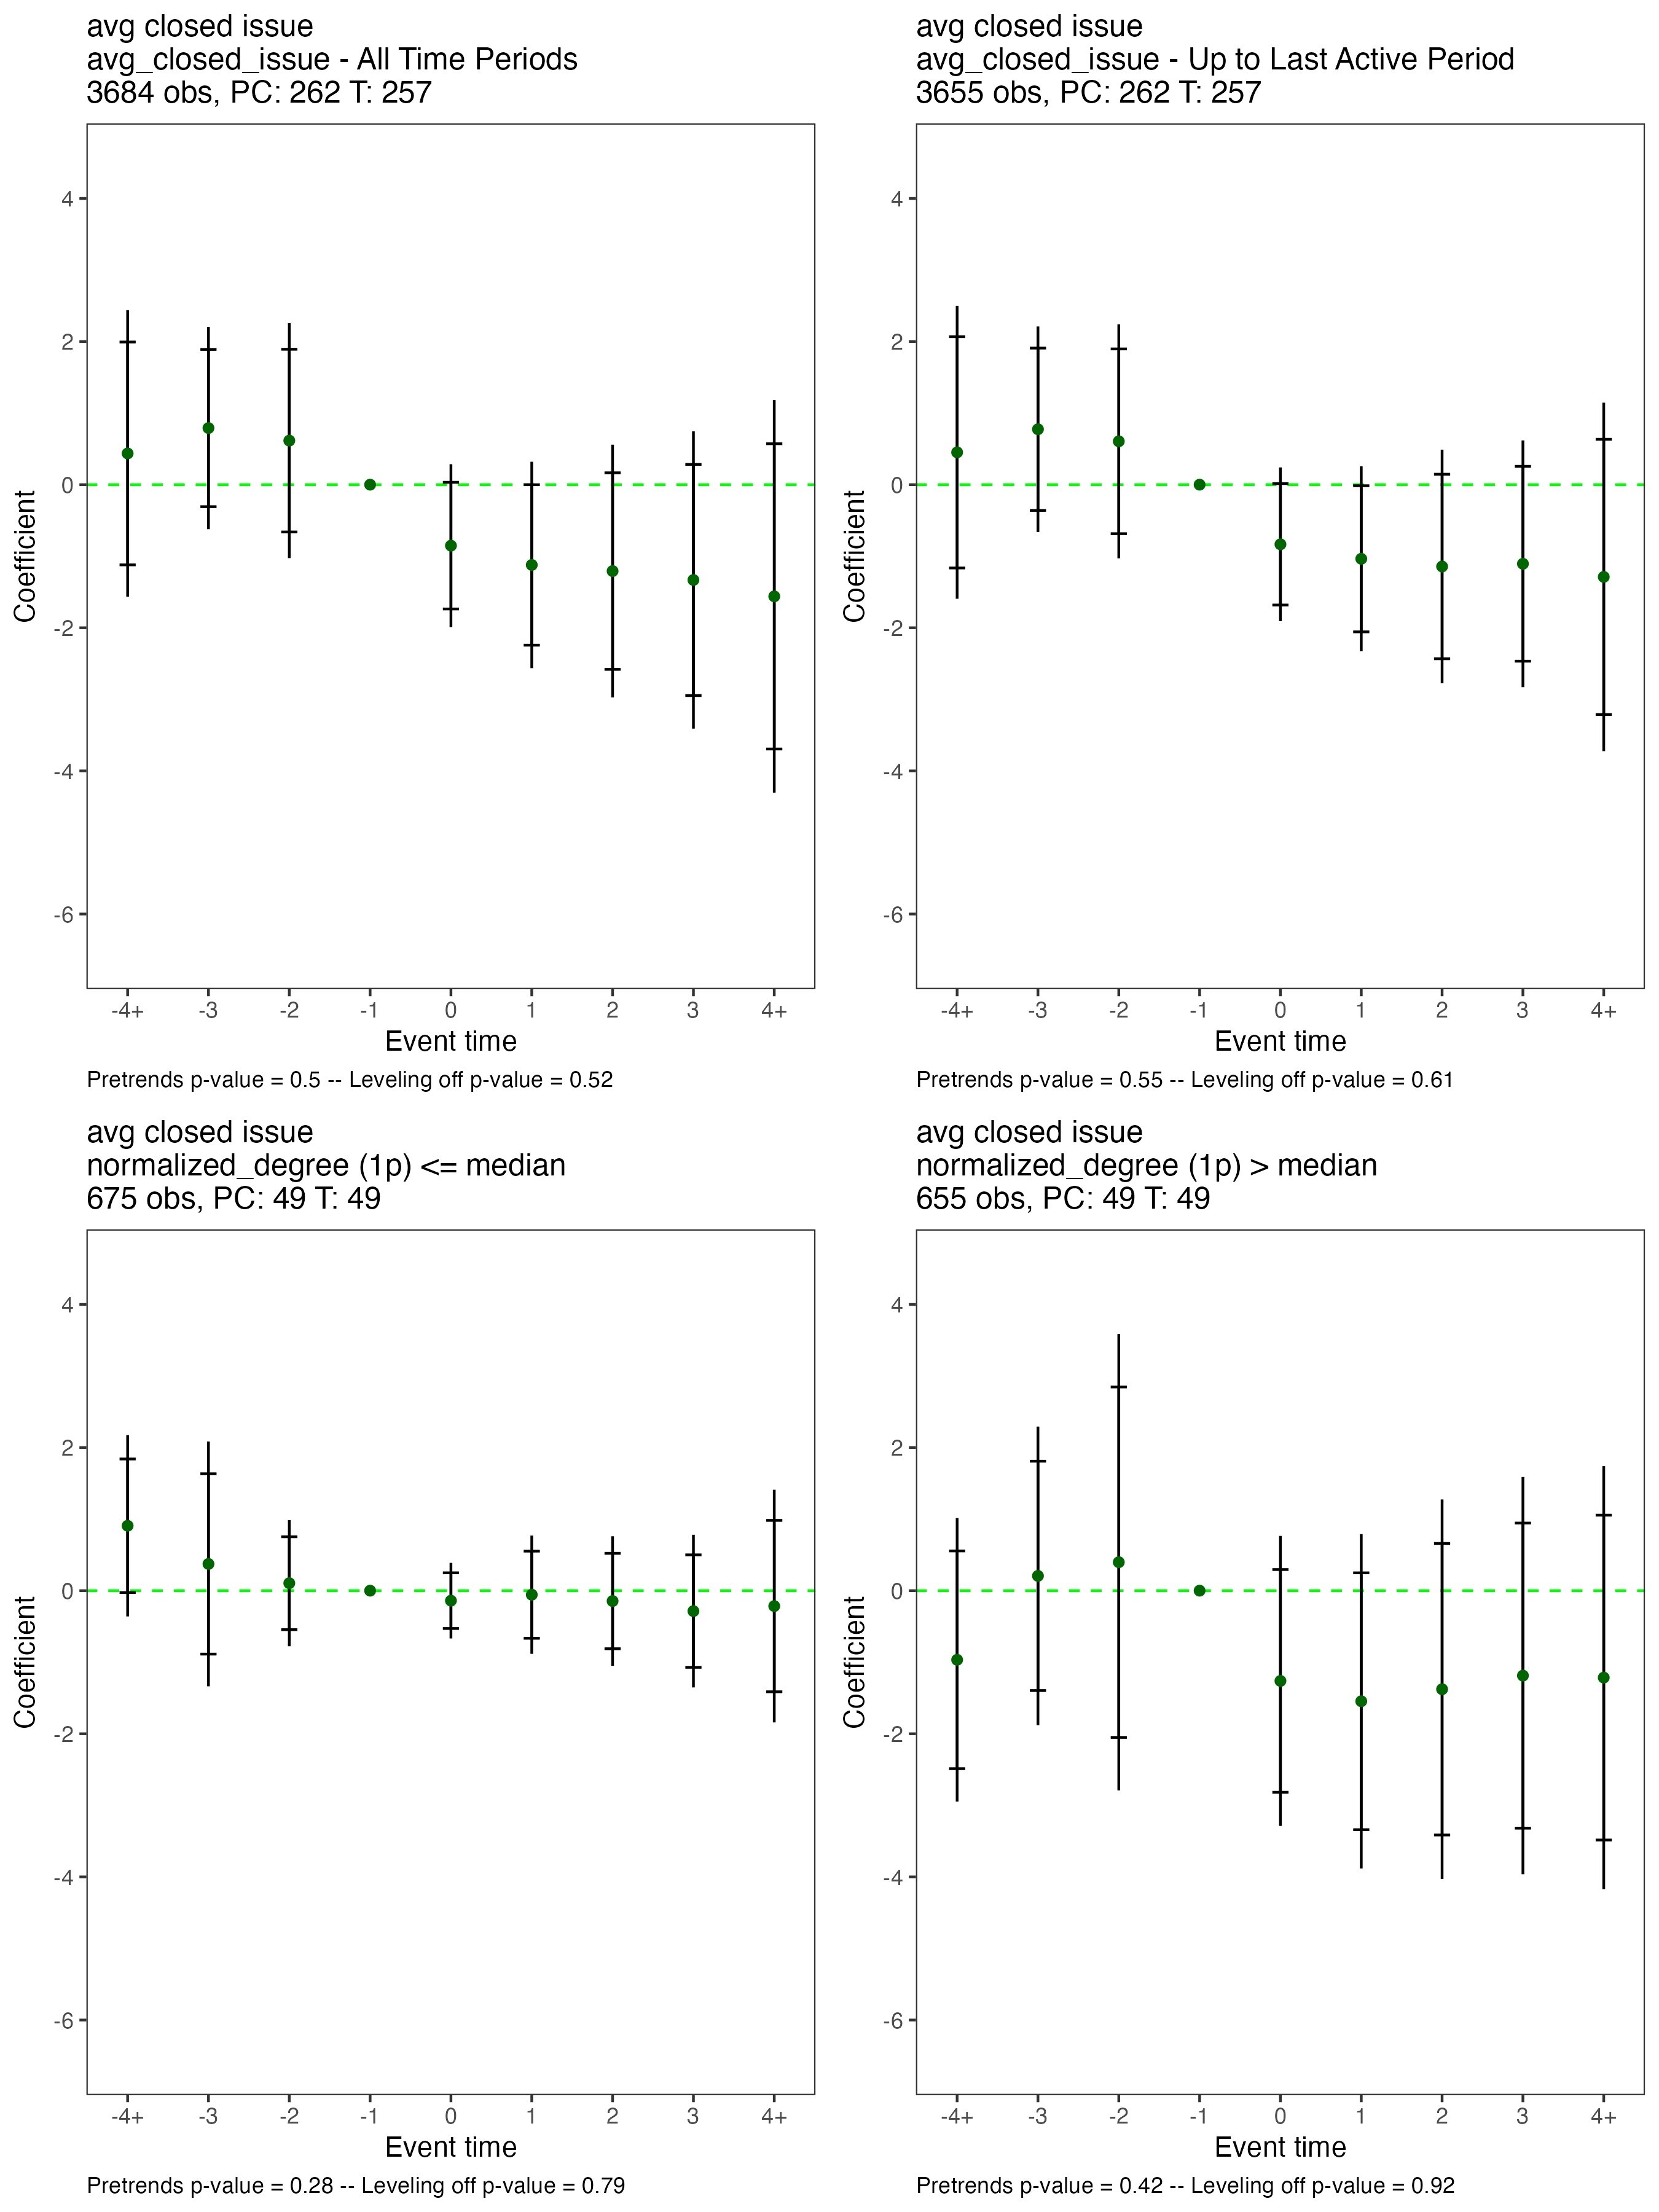 avg closed issue
avg_closed_issue - All Time Periods
3684 obs, PC: 262 T: 257
4
2
0
-2
-4
-6
Coefficient
-4+ -3 -2 -1 0 1 2 3 4+
Event time
Pretrends p-value = 0.5 -- Leveling off p-value = 0.52
avg closed issue
avg_closed_issue - Up to Last Active Period
3655 obs, PC: 262 T: 257
4
2
0
-2
-4
-6
Coefficient
-4+ -3 -2 -1 0 1 2 3 4+
Event time
Pretrends p-value = 0.55 -- Leveling off p-value = 0.61
avg closed issue
normalized_degree (1p) <= median
675 obs, PC: 49 T: 49
4
2
0
-2
-4
-6
Coefficient
-4+ -3 -2 -1 0 1 2 3 4+
Event time
Pretrends p-value = 0.28 -- Leveling off p-value = 0.79
avg closed issue
normalized_degree (1p) > median
655 obs, PC: 49 T: 49
4
2
0
-2
-4
-6
Coefficient
-4+ -3 -2 -1 0 1 2 3 4+
Event time
Pretrends p-value = 0.42 -- Leveling off p-value = 0.92